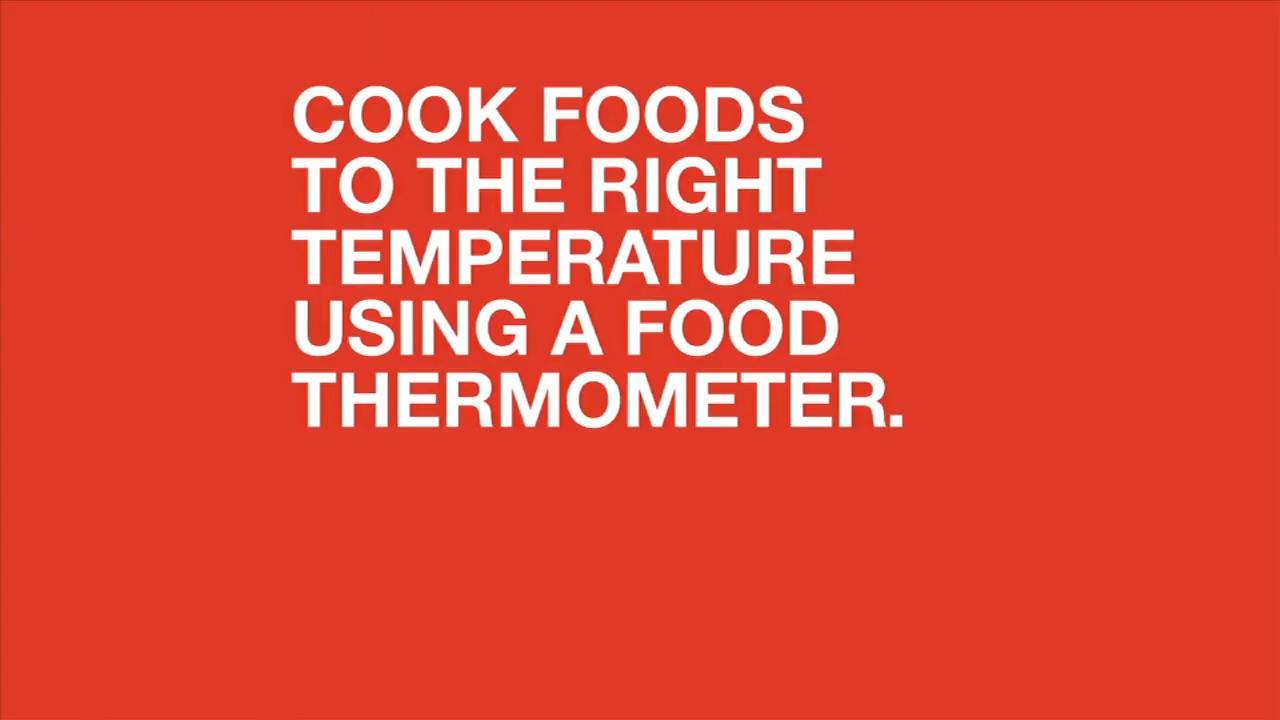 COOK FOODS
TO THE RIGHT
TEMPERATURE
USING A FOOD
THERMOMETER.